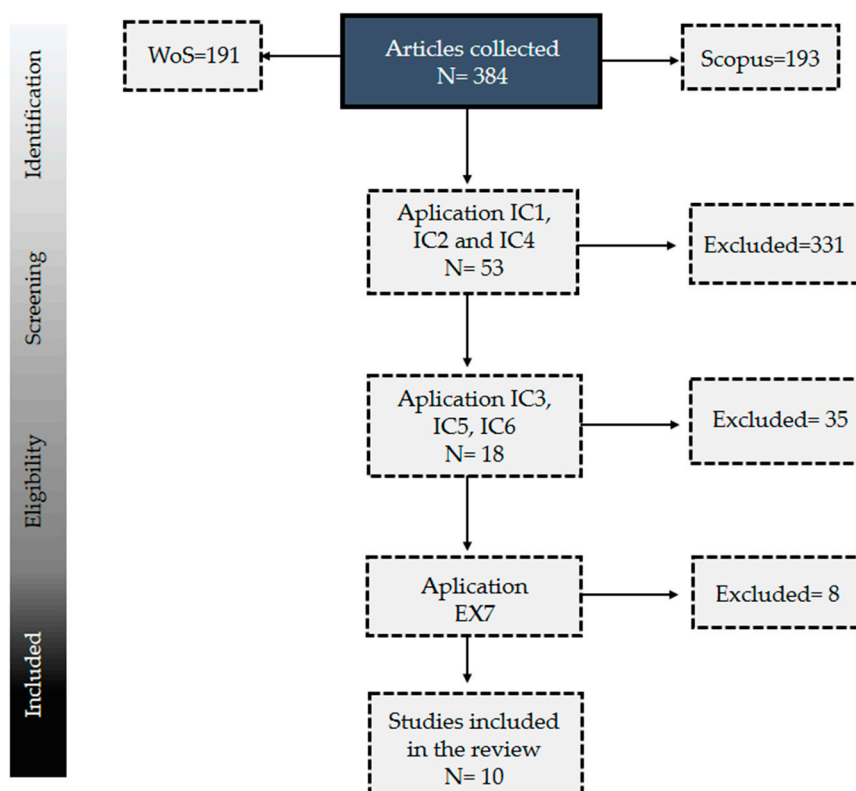 Identification
Screening
Eligibility
Included
WoS=191
Articles collected
N= 384
Scopus=193
Aplication IC1,
IC2 and IC4
N= 53
Excluded=331
Aplication IC3,
IC5, IC6
N= 18
Excluded= 35
Aplication
EX7
Excluded= 8
Studies included
in the review
N= 10